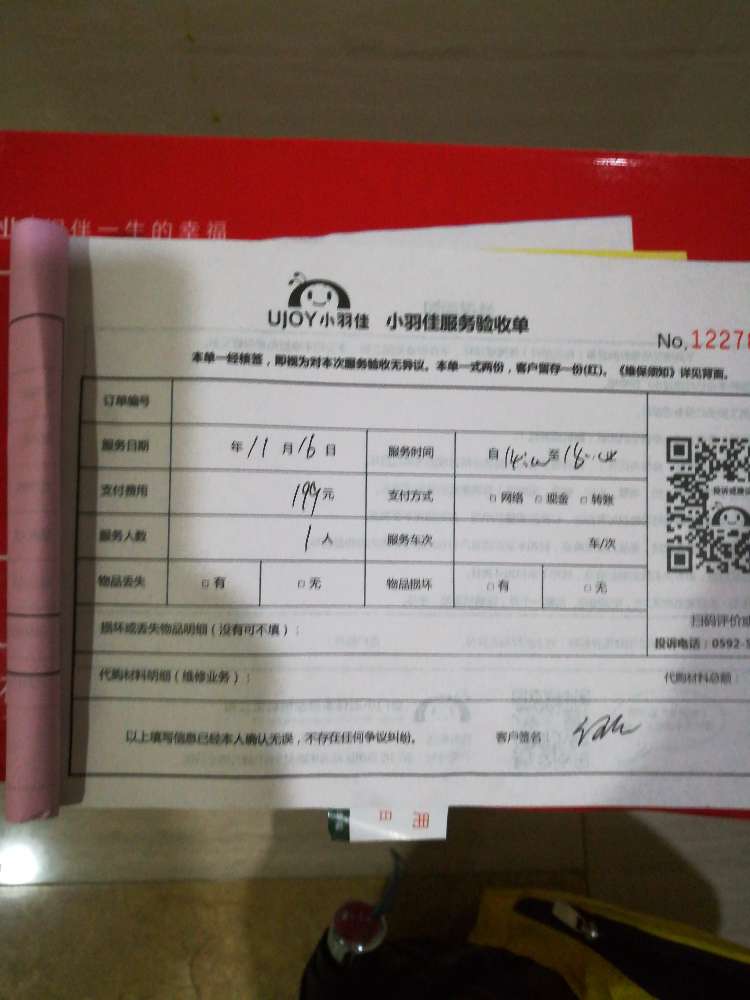 伴一生的幸福
UJOY小羽佳 小羽佳服务验收单
No.12278
本单一经核签，即视为对本次服务验收无异议。本单一式两份，客户留存一份(红)。《维保须知》详见背面。
订单编号
服务日期 年 11 月 16 日 服务时间 自 14:00 至 18:00
支付费用 199 元 支付方式 □网络 □现金 □转账
服务人数 1 人 服务车次 车/次
物品丢失 □有 □无 物品损坏 □有 □无
损坏或丢失物品明细（没有可不填）：
扫码评价
投诉电话：0592-
代购材料明细（维修业务）： 代购材料总额：
以上填写信息已经本人确认无误，不存在任何争议纠纷。 客户签名：